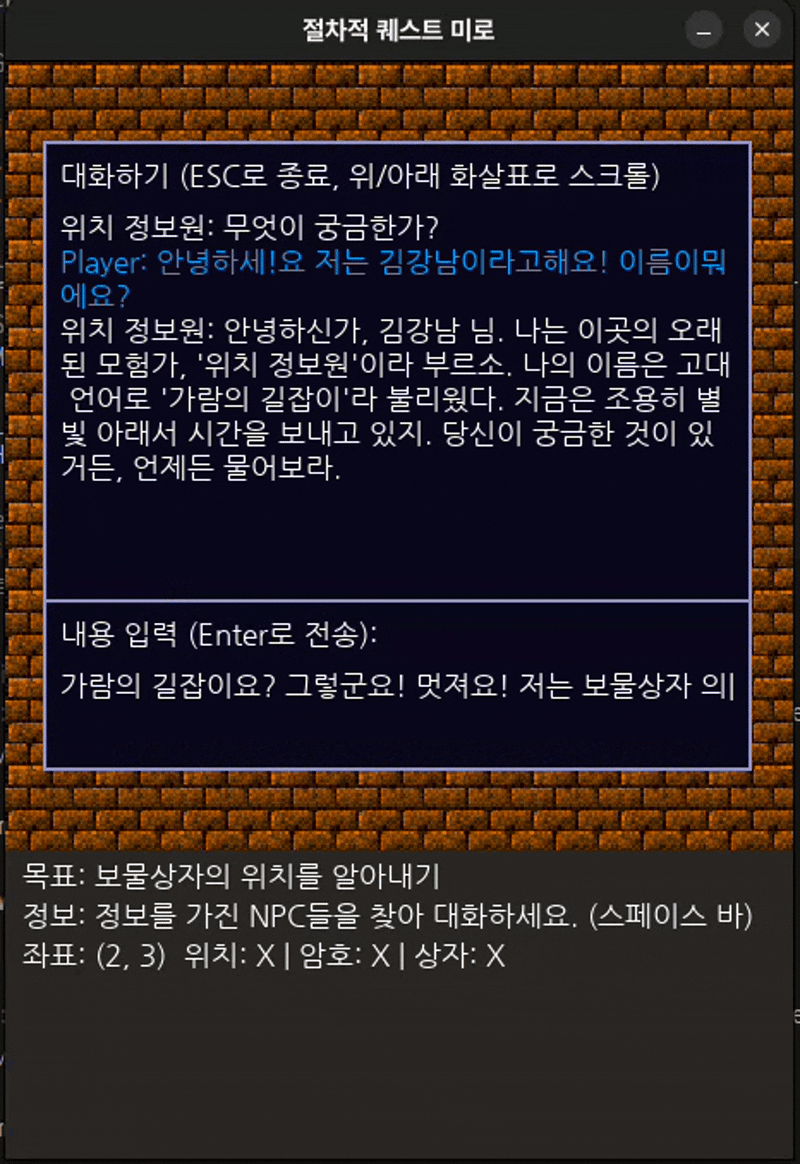 절차적 퀘스트 미로
대화하기 (ESC로 종료, 위/아래 화살표로 스크롤)
위치 정보원: 무엇이 궁금한가?
Player: 안녕하세!요 저는 김강남이라고해요! 이름이뭐
에요?
위치 정보원: 안녕하신가, 김강남 님. 나는 이곳의 오래
된 모험가, '위치 정보원'이라 부르소. 나의 이름은 고대
언어로 '가람의 길잡이'라 불리웠다. 지금은 조용히 별
빛 아래서 시간을 보내고 있지. 당신이 궁금한 것이 있
거든, 언제든 물어보라.
내용 입력 (Enter로 전송):
가람의 길잡이요? 그렇군요! 멋져요! 저는 보물상자 의|
목표: 보물상자의 위치를 알아내기
정보: 정보를 가진 NPC들을 찾아 대화하세요. (스페이스 바)
좌표: (2, 3) 위치: X | 암호: X | 상자: X